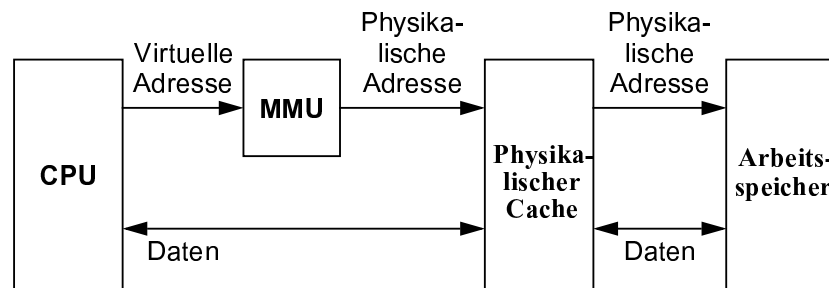 Virtuelle
Adresse
Physika-
lische
Adresse
Physika-
lische
Adresse
MMU
CPU
Physika-
lischer
Cache
Arbeits-
speicher
Daten
Daten